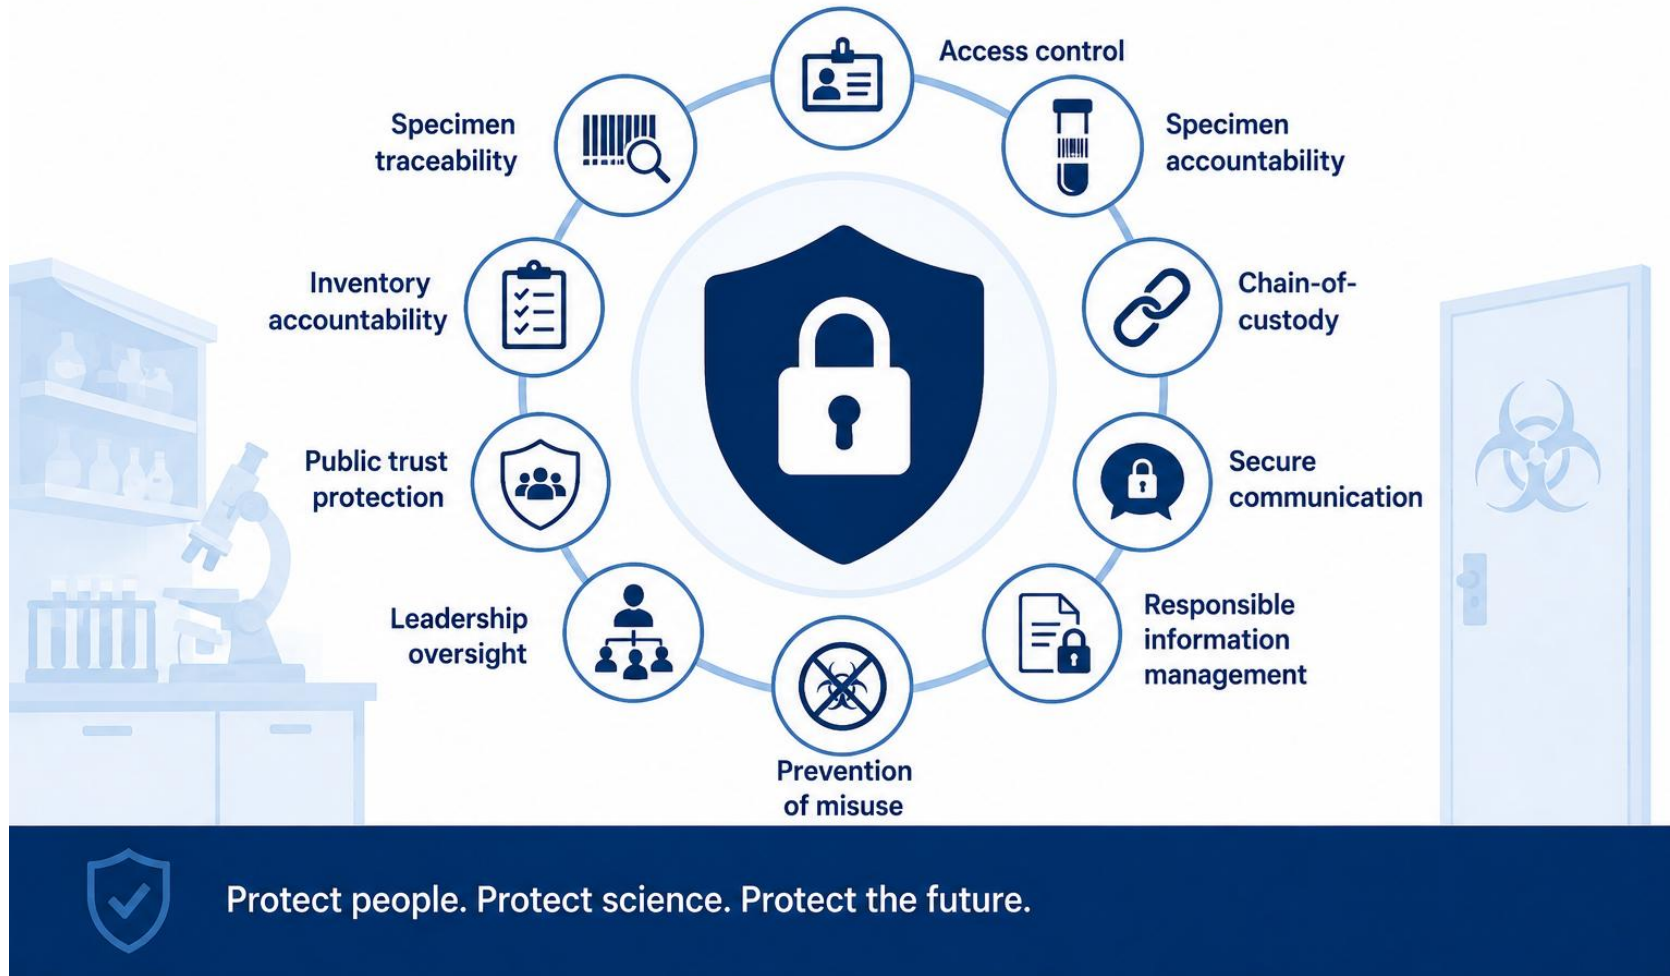 Access control
Specimen
accountability
Chain-of-
custody
Secure
communication
Responsible
information
management
Prevention
of misuse
Leadership
oversight
Public trust
protection
Inventory
accountability
Specimen
traceability
Protect people. Protect science. Protect the future.